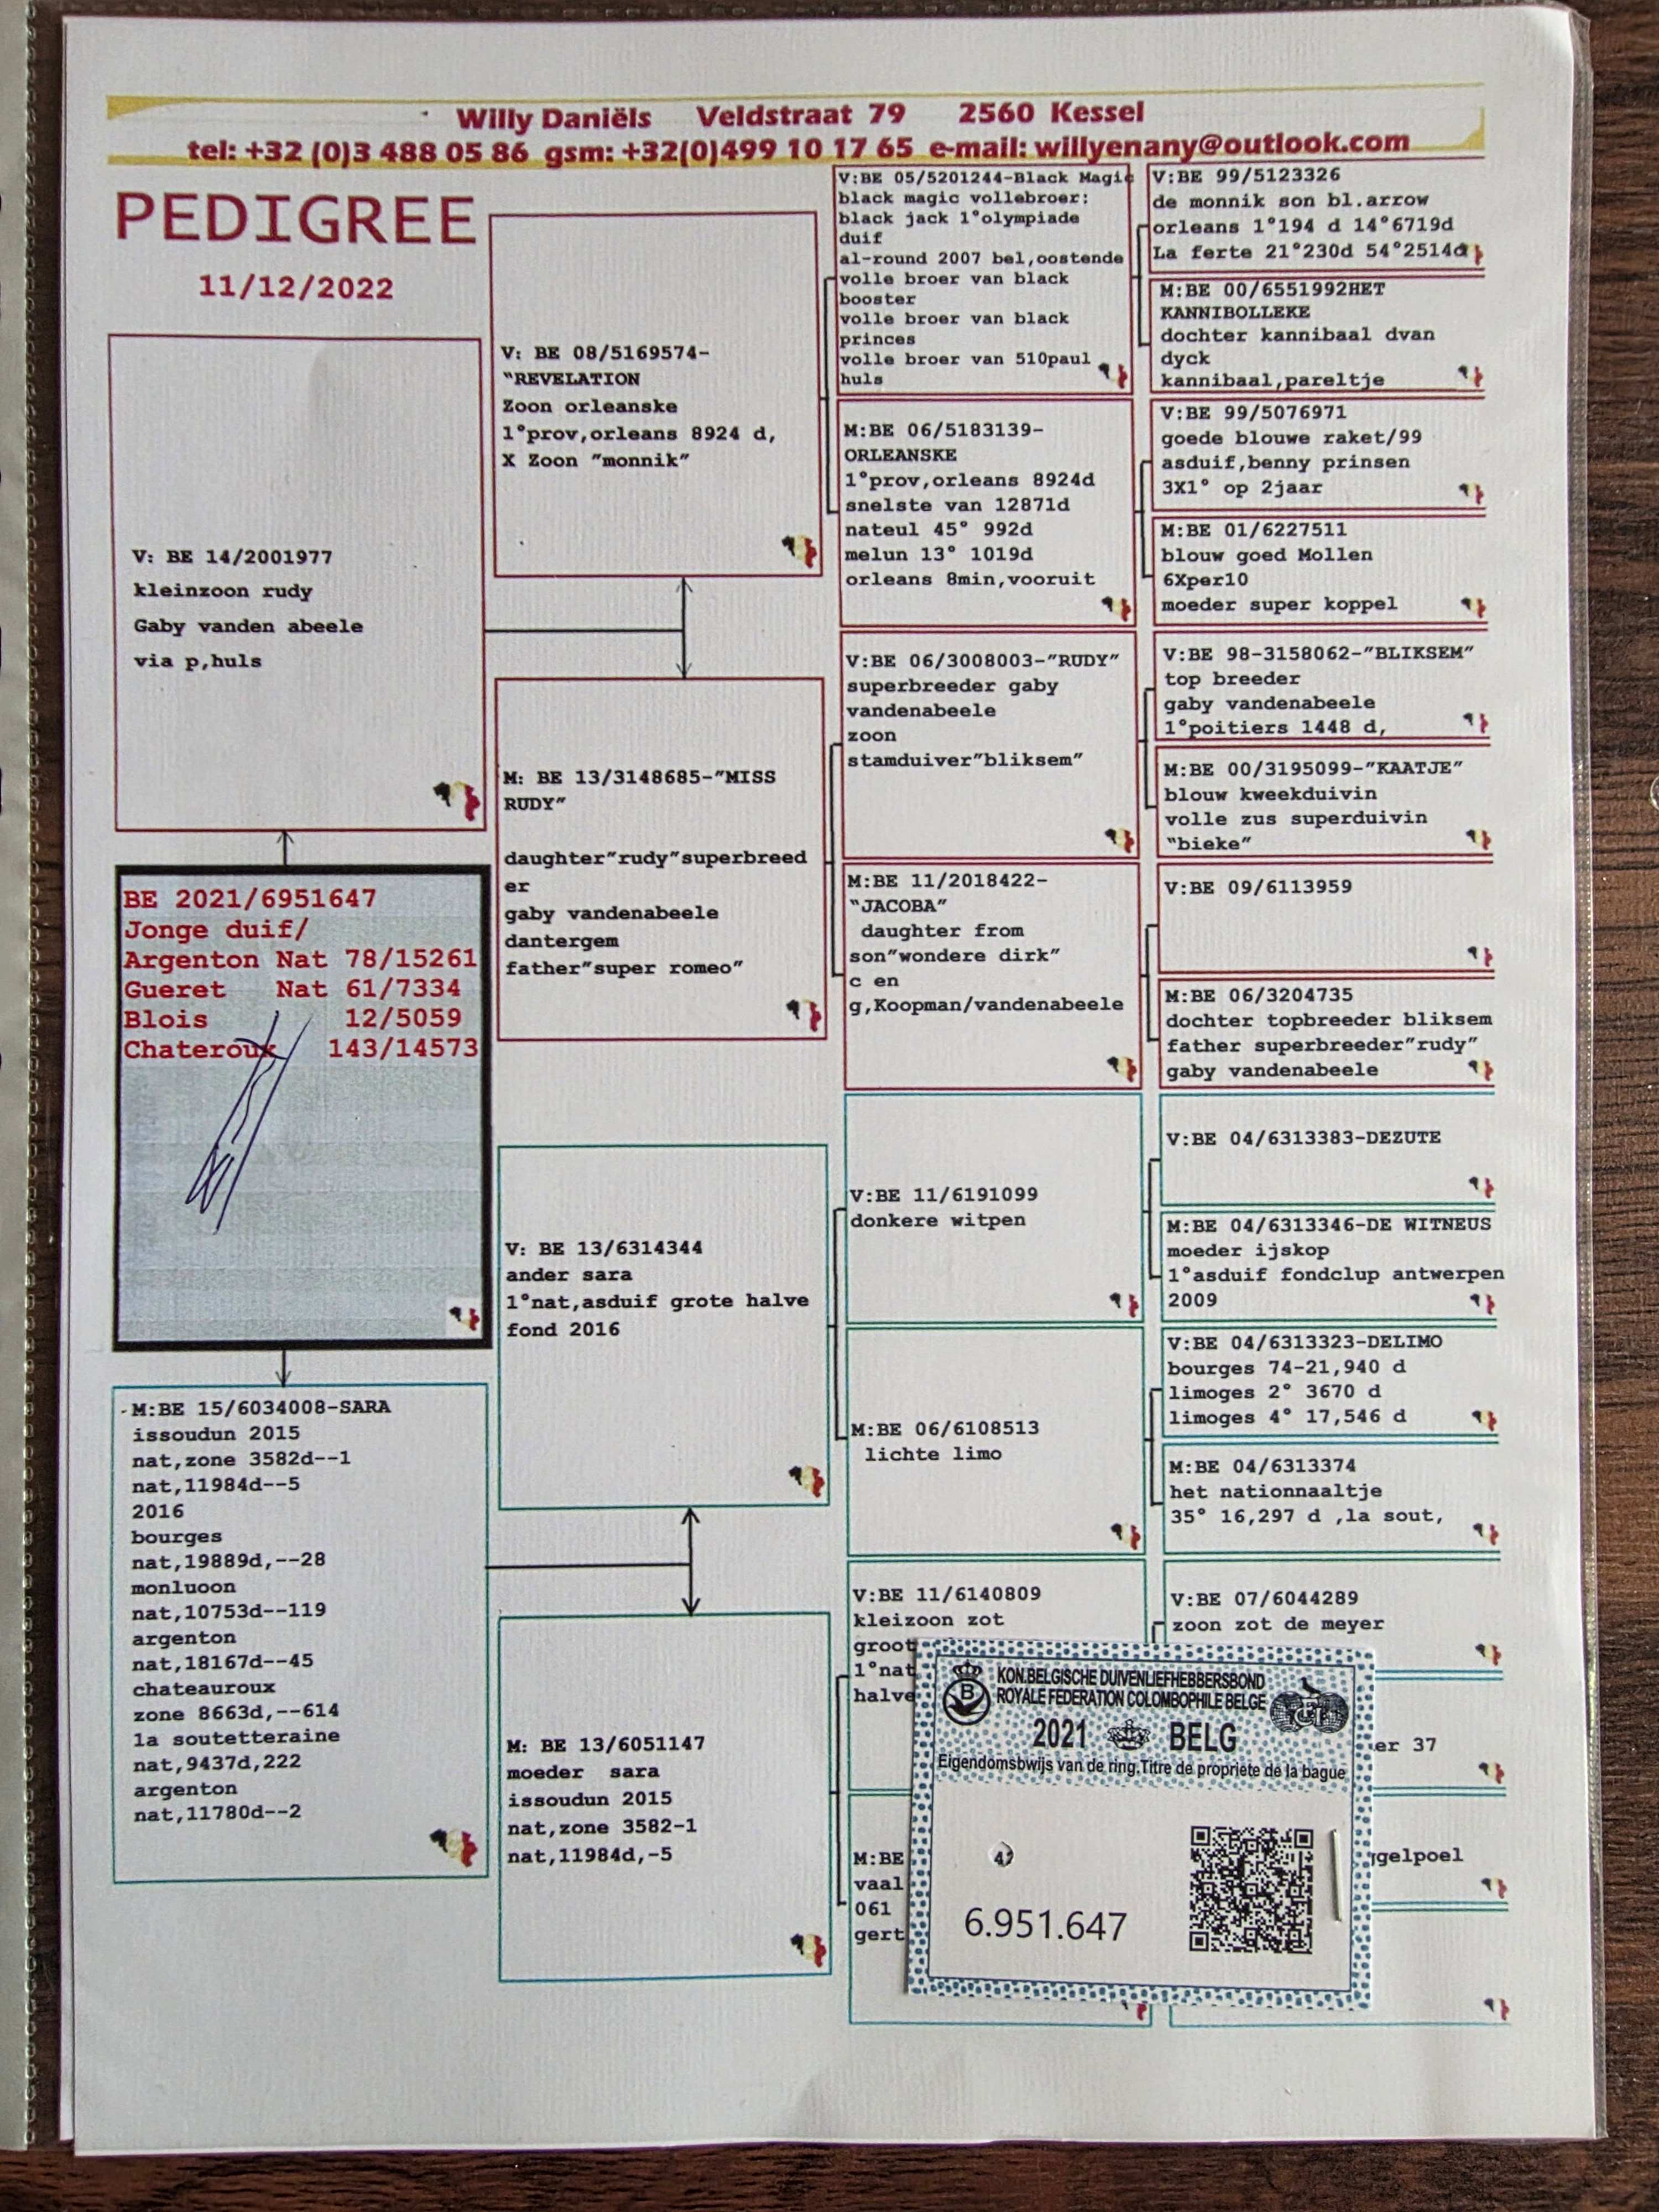 Willy Daniëls Veldstraat 79 2560 Kessel
tel: +32 (0)3 488 05 86 gsm: +32(0)499 10 17 65 e-mail: willyenany@outlook.com
PEDIGREE
11/12/2022
V: BE 14/2001977
kleinzoon rudy
Gaby vanden abeele
via p,huls
BE 2021/6951647
Jonge duif/
Argenton Nat 78/15261
Gueret Nat 61/7334
Blois 12/5059
Chateroux 143/14573
M:BE 15/6034008-SARA
issoudun 2015
nat,zone 3582d--1
nat,11984d--5
2016
bourges
nat,19889d,--28
monluoon
nat,10753d--119
argenton
nat,18167d--45
chateauroux
zone 8663d,--614
la soutetteraine
nat,9437d,222
argenton
nat,11780d--2
V: BE 08/5169574-
"REVELATION
Zoon orleanske
1°prov,orleans 8924 d,
X Zoon "monnik"
M: BE 13/3148685-"MISS
RUDY"
daughter"rudy"superbreed
er
gaby vandenabeele
dantergem
father"super romeo"
V: BE 13/6314344
ander sara
1°nat,asduif grote halve
fond 2016
M: BE 13/6051147
moeder sara
issoudun 2015
nat,zone 3582-1
nat,11984d,-5
V:BE 05/5201244-Black Magic
black magic vollebroer:
black jack 1°olympiade
duif
al-round 2007 bel,oostende
volle broer van black
booster
volle broer van black
princes
volle broer van 510paul
huls
M:BE 06/5183139-
ORLEANSKE
1°prov,orleans 8924d
snelste van 12871d
nateul 45° 992d
melun 13° 1019d
orleans 8min,vooruit
V:BE 06/3008003-"RUDY"
superbreeder gaby
vandenabeele
zoon
stamduiver"bliksem"
M:BE 11/2018422-
"JACOBA"
daughter from
son"wondere dirk"
c en
g,Koopman/vandenabeele
V:BE 11/6191099
donkere witpen
M:BE 06/6108513
lichte limo
V:BE 11/6140809
kleizoon zot
groot
1°nat
halve
M:BE
vaal
061
gert
V:BE 99/5123326
de monnik son bl.arrow
orleans 1°194 d 14°6719d
La ferte 21°230d 54°2514d
M:BE 00/6551992HET
KANNIBOLLEKE
dochter kannibaal dvan
dyck
kannibaal,pareltje
V:BE 99/5076971
goede blouwe raket/99
asduif,benny prinsen
3X1° op 2jaar
M:BE 01/6227511
blouw goed Mollen
6Xper10
moeder super koppel
V:BE 98-3158062-"BLIKSEM"
top breeder
gaby vandenabeele
1°poitiers 1448 d,
M:BE 00/3195099-"KAATJE"
blouw kweekduivin
volle zus superduivin
"bieke"
V:BE 09/6113959
M:BE 06/3204735
dochter topbreeder bliksem
father superbreeder"rudy"
gaby vandenabeele
V:BE 04/6313383-DEZUTE
M:BE 04/6313346-DE WITNEUS
moeder ijskop
1°asduif fondclup antwerpen
2009
V:BE 04/6313323-DELIMO
bourges 74-21,940 d
limoges 2° 3670 d
limoges 4° 17,546 d
M:BE 04/6313374
het nationnaaltje
35° 16,297 d ,la sout,
V:BE 07/6044289
zoon zot de meyer
er 37
gelpoel
KON.BELGISCHE DUIVENLIEFHEBBERSBOND
ROYALE FEDERATION COLOMBOPHILE BELGE
2021 BELG
Eigendomsbwijs van de ring.Titre de propriete de la bague
6.951.647